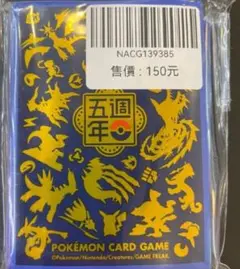 NACG139385
售價：150元
五週年
POKÉMON CARD GAME
©Pokémon/Nintendo/Creatures/GAME FREAK.